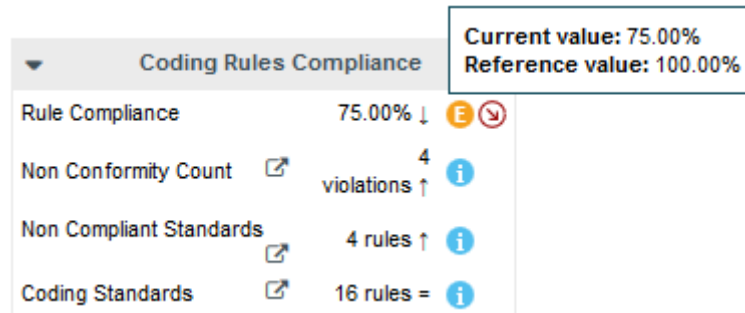 Current value: 75.00%
Reference value: 100.00%
Coding Rules Compliance
Rule Compliance 75.00% ↓ E
Non Conformity Count 4
violations ↑ i
Non Compliant Standards
4 rules ↑ i
Coding Standards 16 rules = i